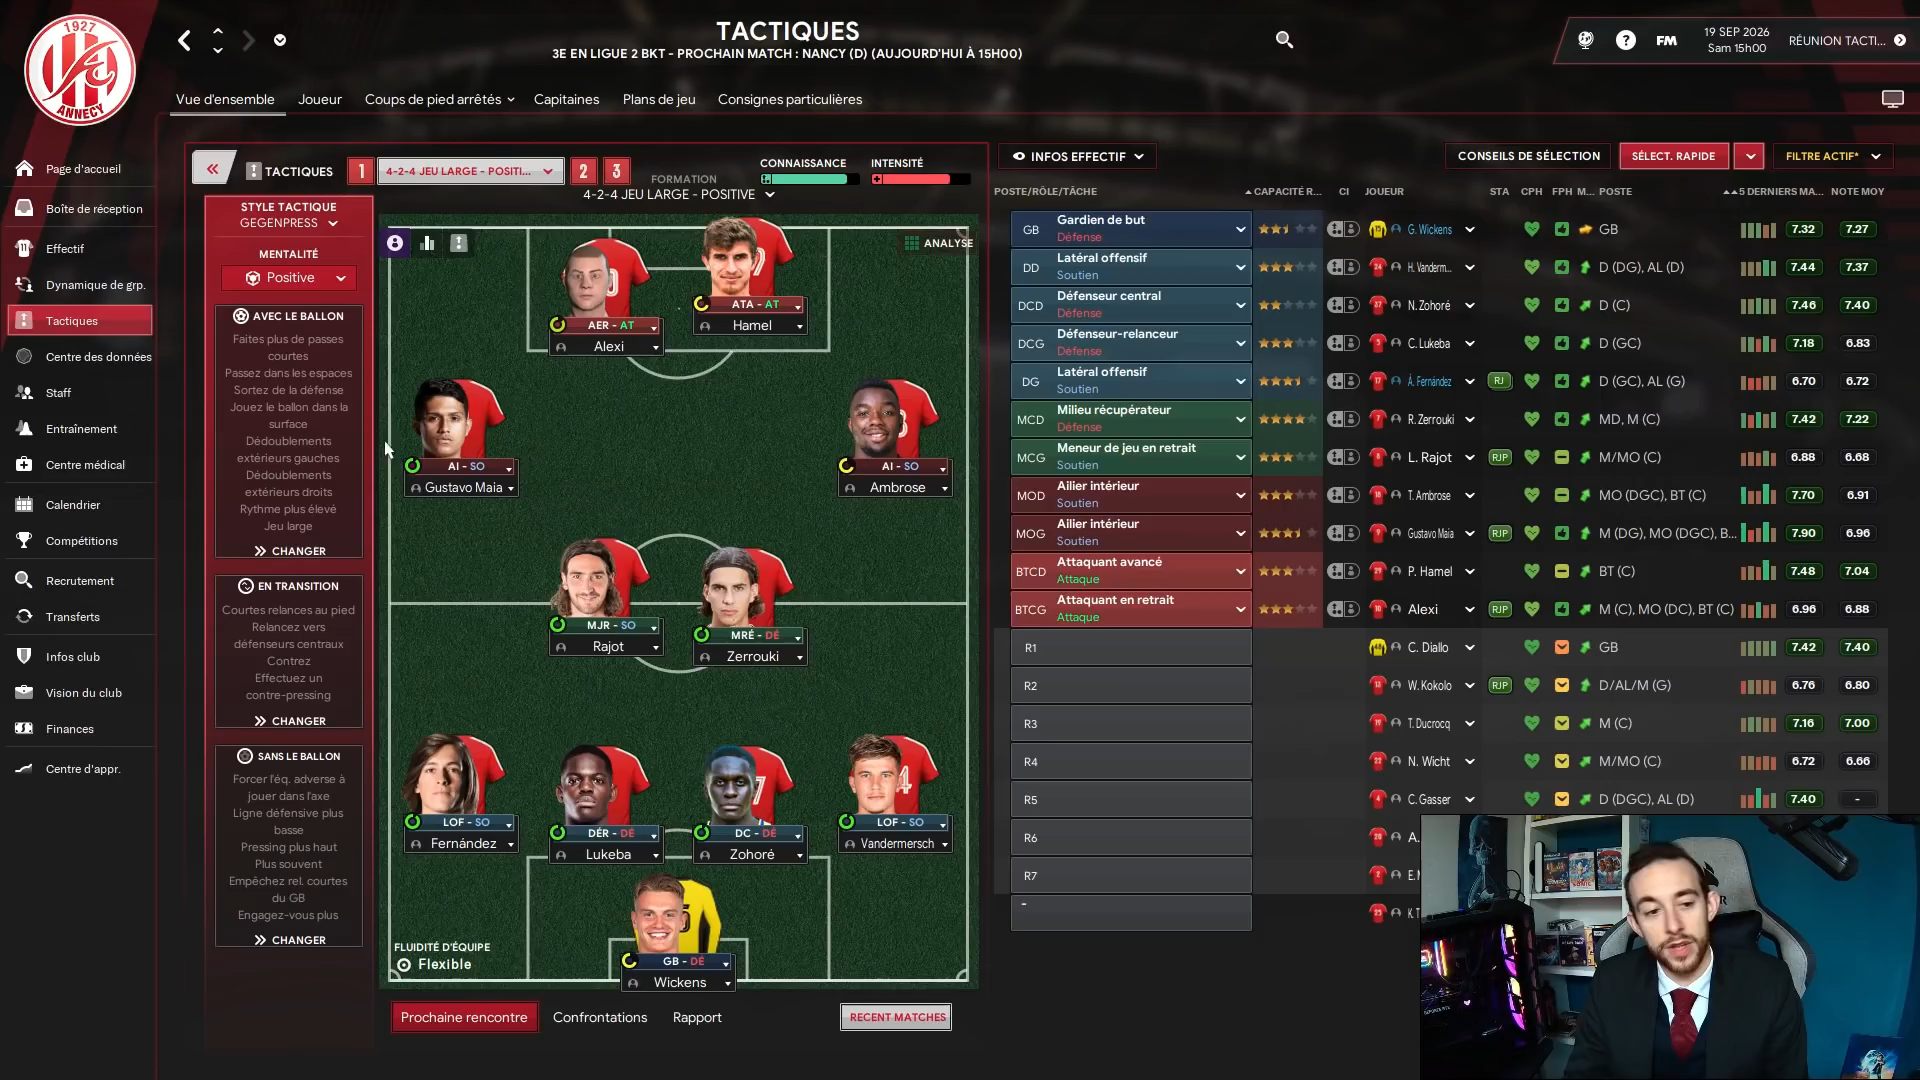 1927
ANNECY
TACTIQUES
3E EN LIGUE 2 BKT - PROCHAIN MATCH : NANCY (D) (AUJOURD'HUI À 15H00)
FM
19 SEP 2026
Sam 15h00
RÉUNION TACTI...
Vue d'ensemble
Joueur
Coups de pied arrêtés
Capitaines
Plans de jeu
Consignes particulières
Page d'accueil
Boîte de réception
Effectif
Dynamique de grp.
Tactiques
Centre des données
Staff
Entraînement
Centre médical
Calendrier
Compétitions
Recrutement
Transferts
Infos club
Vision du club
Finances
Centre d'appr.
TACTIQUES
1
4-2-4 JEU LARGE - POSITI...
2
3
FORMATION
4-2-4 JEU LARGE - POSITIVE
CONNAISSANCE
INTENSITÉ
STYLE TACTIQUE
GEGENPRESS
MENTALITÉ
Positive
AVEC LE BALLON
Faites plus de passes
courtes
Passez dans les espaces
Sortez de la défense
Jouez le ballon dans la
surface
Dédoublements
extérieurs gauches
Dédoublements
extérieurs droits
Rythme plus élevé
Jeu large
CHANGER
EN TRANSITION
Courtes relances au pied
Relancez vers
défenseurs centraux
Contrez
Effectuez un
contre-pressing
CHANGER
SANS LE BALLON
Forcer l'éq. adverse à
jouer dans l'axe
Ligne défensive plus
basse
Pressing plus haut
Plus souvent
Empêchez rel. courtes
du GB
Engagez-vous plus
CHANGER
ANALYSE
ATA - AT
Hamel
AER - AT
Alexi
AI - SO
Gustavo Maia
AI - SO
Ambrose
MJR - SO
Rajot
MRÉ - DÉ
Zerrouki
LOF - SO
Fernández
DÉR - DÉ
Lukeba
DC - DÉ
Zohoré
LOF - SO
Vandermersch
GB - DÉ
Wickens
FLUIDITÉ D'ÉQUIPE
Flexible
Prochaine rencontre
Confrontations
Rapport
RECENT MATCHES
INFOS EFFECTIF
CONSEILS DE SÉLECTION
SÉLECT. RAPIDE
FILTRE ACTIF*
POSTE/RÔLE/TÂCHE CAPACITÉ R... CI JOUEUR STA CPH FPH M... POSTE 5 DERNIERS MA... NOTE MOY
GB Gardien de but Défense G. Wickens GB 7.32 7.27
DD Latéral offensif Soutien H. Vanderm... D (DG), AL (D) 7.44 7.37
DCD Défenseur central Défense N. Zohoré D (C) 7.46 7.40
DCG Défenseur-relanceur Défense C. Lukeba D (GC) 7.18 6.83
DG Latéral offensif Soutien Á. Fernández RJ D (GC), AL (G) 6.70 6.72
MCD Milieu récupérateur Défense R. Zerrouki MD, M (C) 7.42 7.22
MCG Meneur de jeu en retrait Soutien L. Rajot RJP M/MO (C) 6.88 6.68
MOD Ailier intérieur Soutien T. Ambrose MO (DGC), BT (C) 7.70 6.91
MOG Ailier intérieur Soutien Gustavo Maia RJP M (DG), MO (DGC), B... 7.90 6.96
BTCD Attaquant avancé Attaque P. Hamel BT (C) 7.48 7.04
BTCG Attaquant en retrait Attaque Alexi RJP M (C), MO (DC), BT (C) 6.96 6.88
R1 C. Diallo GB 7.42 7.40
R2 W. Kokolo RJP D/AL/M (G) 6.76 6.80
R3 T. Ducrocq M (C) 7.16 7.00
R4 N. Wicht M/MO (C) 6.72 6.66
R5 C. Gasser D (DGC), AL (D) 7.40 -
R6 A.
R7
-